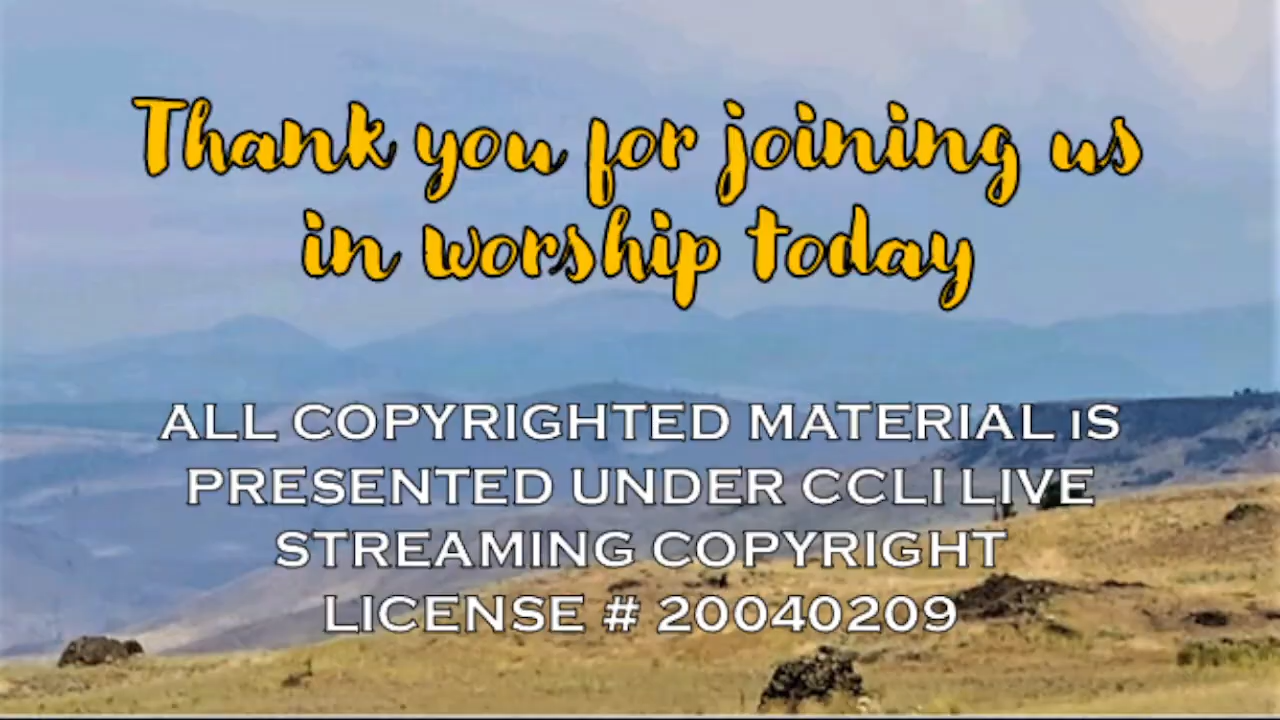 Thank you for joining us
in worship today
ALL COPYRIGHTED MATERIAL iS
PRESENTED UNDER CCLI LIVE
STREAMING COPYRIGHT
LICENSE # 20040209